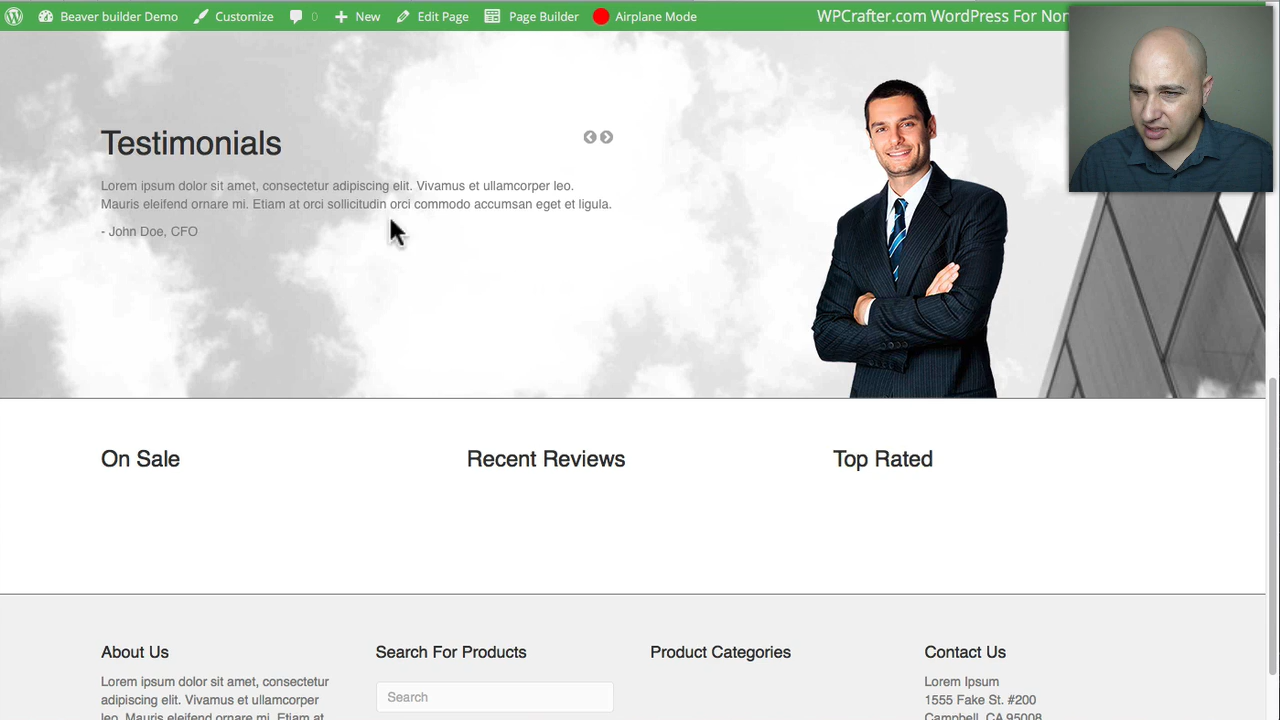 Beaver builder Demo Customize 0 New Edit Page Page Builder Airplane Mode WPCrafter.com WordPress For
Testimonials
Lorem ipsum dolor sit amet, consectetur adipiscing elit. Vivamus et ullamcorper leo.
Mauris eleifend ornare mi. Etiam at orci sollicitudin orci commodo accumsan eget et ligula.
- John Doe, CFO
On Sale Recent Reviews Top Rated
About Us Search For Products Product Categories Contact Us
Lorem ipsum dolor sit amet, consectetur
adipiscing elit. Vivamus et ullamcorper
leo. Mauris eleifend ornare mi. Etiam at
Search
Lorem Ipsum
1555 Fake St. #200
Campbell, CA 95008